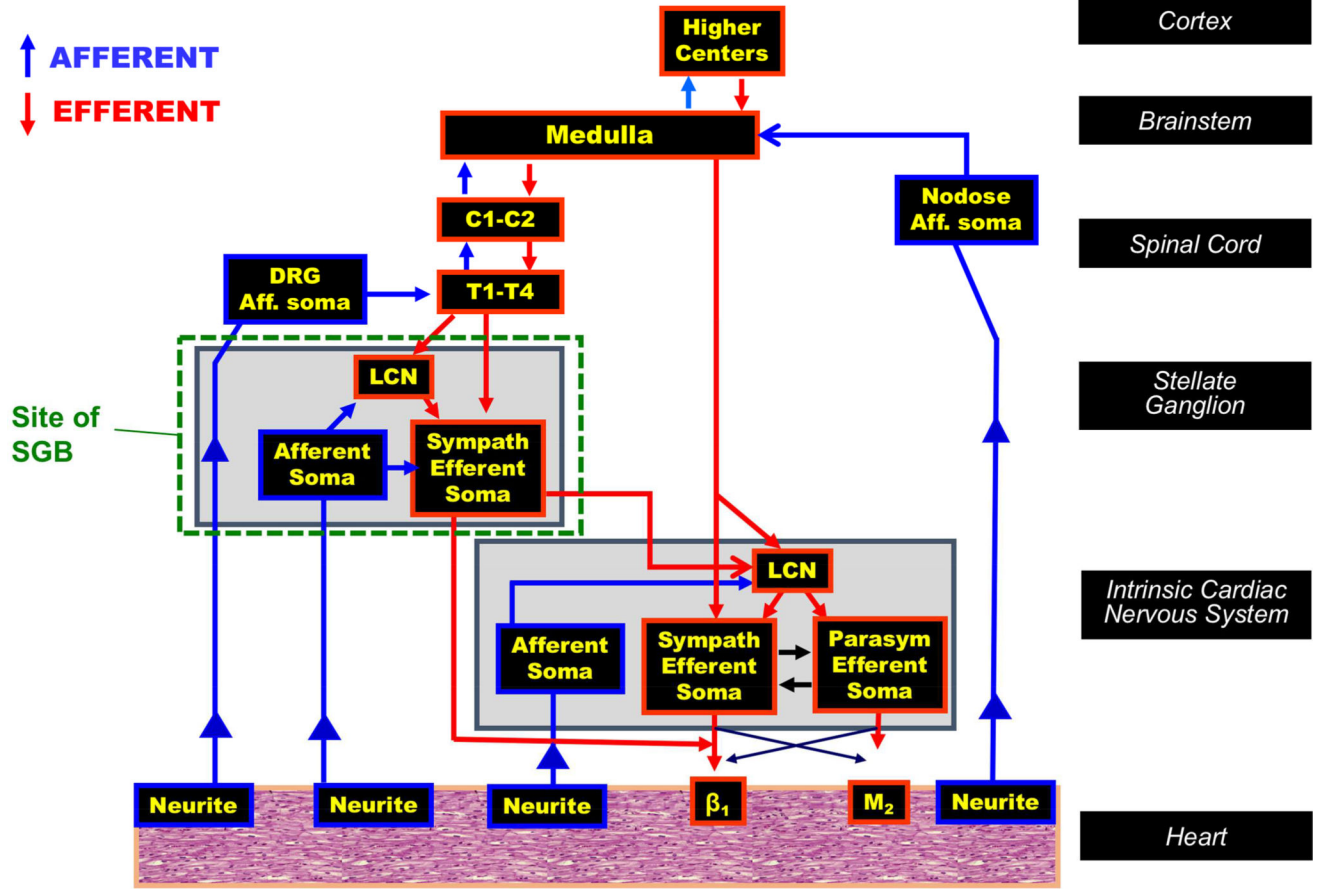 AFFERENT
EFFERENT
Higher
Centers
Cortex
Medulla
Brainstem
Nodose
Aff. soma
C1-C2
Spinal Cord
DRG
Aff. soma
T1-T4
LCN
Stellate
Ganglion
Site of
SGB
Afferent
Soma
Sympath
Efferent
Soma
LCN
Intrinsic Cardiac
Nervous System
Afferent
Soma
Sympath
Efferent
Soma
Parasym
Efferent
Soma
Neurite
Neurite
Neurite
β₁
M₂
Neurite
Heart